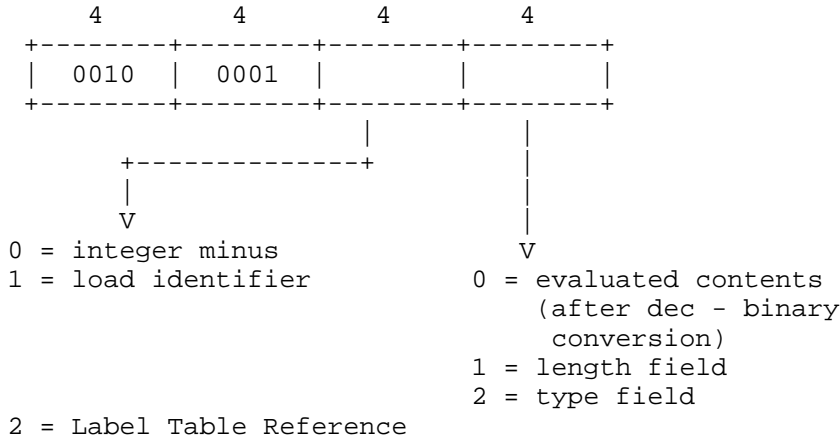 4        4        4        4
 +--------+--------+--------+--------+
 |  0010  |  0001  |        |        |
 +--------+--------+--------+--------+
                      |         |
       +--------------+         |
       |                        |
       V                        |
0 = integer minus               V
1 = load identifier          0 = evaluated contents
                                 (after dec - binary
                                  conversion)
                             1 = length field
                             2 = type field
2 = Label Table Reference